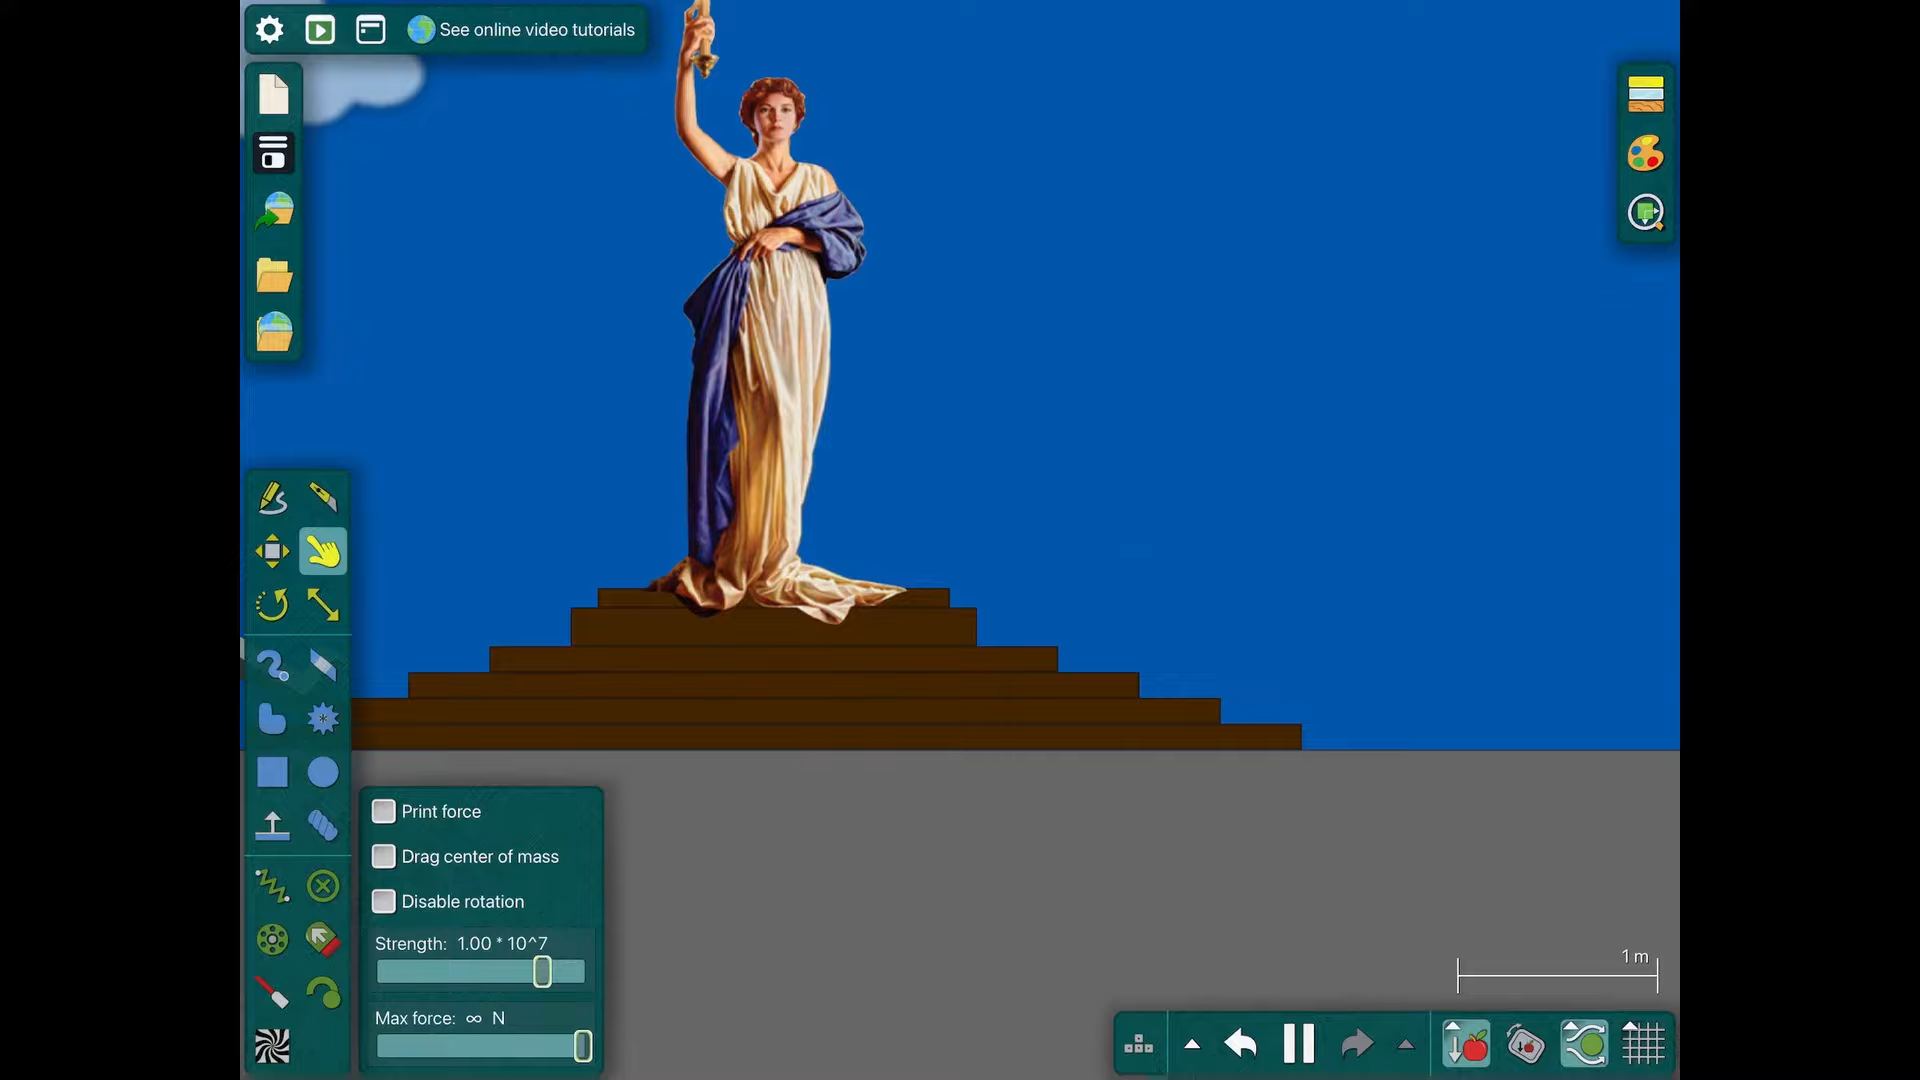 See online video tutorials
Print force
Drag center of mass
Disable rotation
Strength: 1.00 * 10^7
Max force: ∞ N
1 m